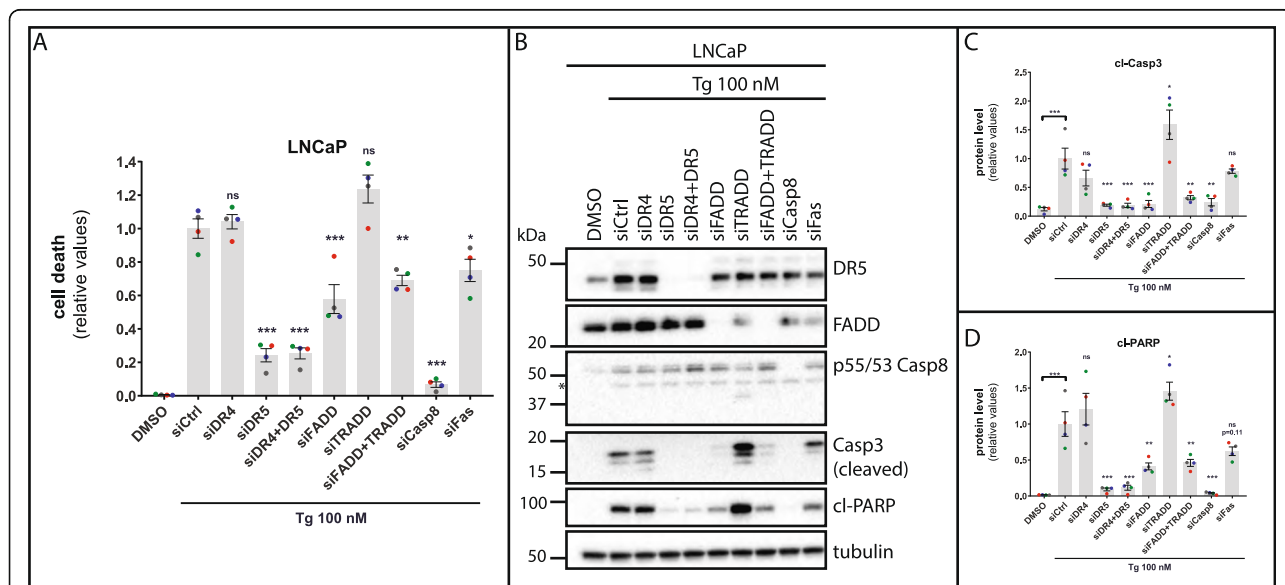 A
LNCaP
cell death
(relative values)
1.4
1.2
1.0
0.8
0.6
0.4
0.2
0.0
ns
***
***
***
ns
**
***
*
DMSO
siCtrl
siDR4
siDR5
siDR4+DR5
siFADD
siTRADD
siFADD+TRADD
siCasp8
siFas
Tg 100 nM
B
LNCaP
Tg 100 nM
DMSO
siCtrl
siDR4
siDR5
siDR4+DR5
siFADD
siTRADD
siFADD+TRADD
siCasp8
siFas
kDa
50
DR5
FADD
20
p55/53 Casp8
50
*
37
20
Casp3
(cleaved)
15
100
cl-PARP
50
tubulin
C
cl-Casp3
protein level
(relative values)
2.5
2.0
1.5
1.0
0.5
0.0
***
ns
***
***
***
*
**
**
ns
DMSO
siCtrl
siDR4
siDR5
siDR4+DR5
siFADD
siTRADD
siFADD+TRADD
siCasp8
siFas
Tg 100 nM
D
cl-PARP
protein level
(relative values)
2.0
1.5
1.0
0.5
0.0
***
ns
***
***
**
*
**
***
ns
p=0.11
DMSO
siCtrl
siDR4
siDR5
siDR4+DR5
siFADD
siTRADD
siFADD+TRADD
siCasp8
siFas
Tg 100 nM